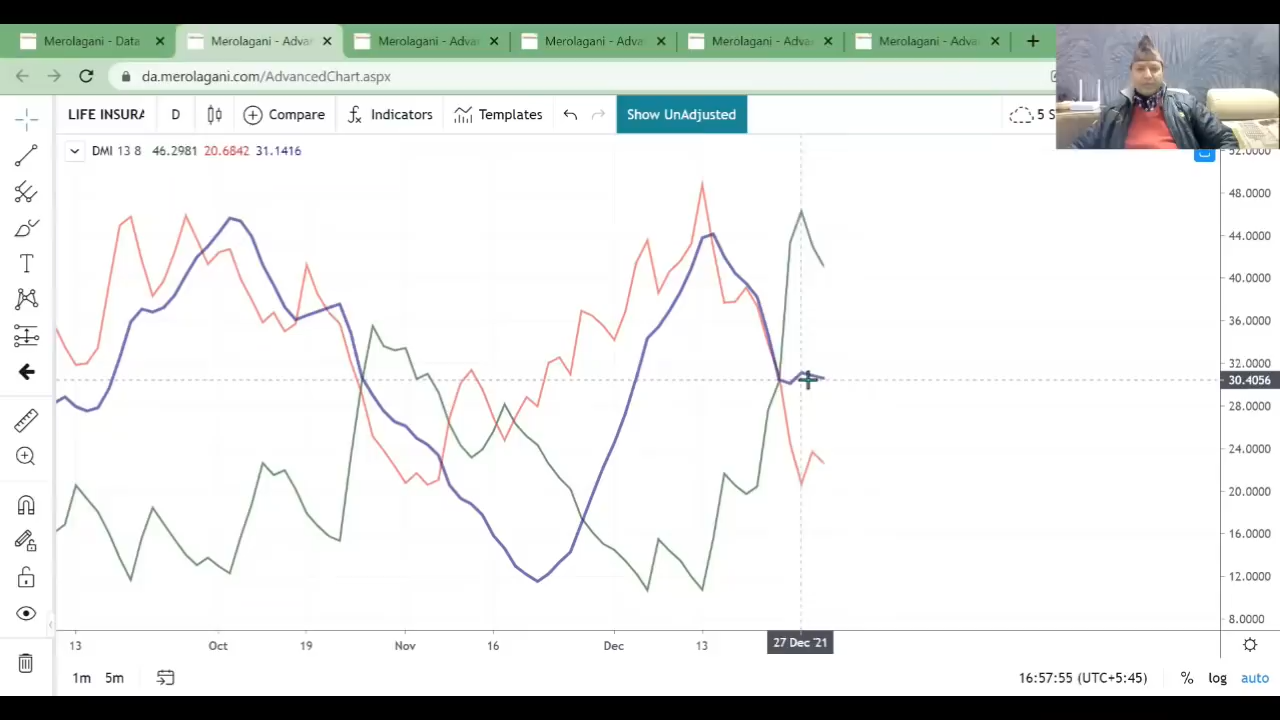 Merolagani - Data
Merolagani - Adva
Merolagani - Adva
Merolagani - Adva
Merolagani - Adva
Merolagani - Adva
da.merolagani.com/AdvancedChart.aspx
LIFE INSURA
D
Compare
Indicators
Templates
Show UnAdjusted
5 S
DMI 13 8 46.2981 20.6842 31.1416
52.0000
48.0000
44.0000
40.0000
36.0000
32.0000
30.4056
28.0000
24.0000
20.0000
16.0000
12.0000
8.0000
13
Oct
19
Nov
16
Dec
13
27 Dec '21
1m 5m
16:57:55 (UTC+5:45)
%
log
auto